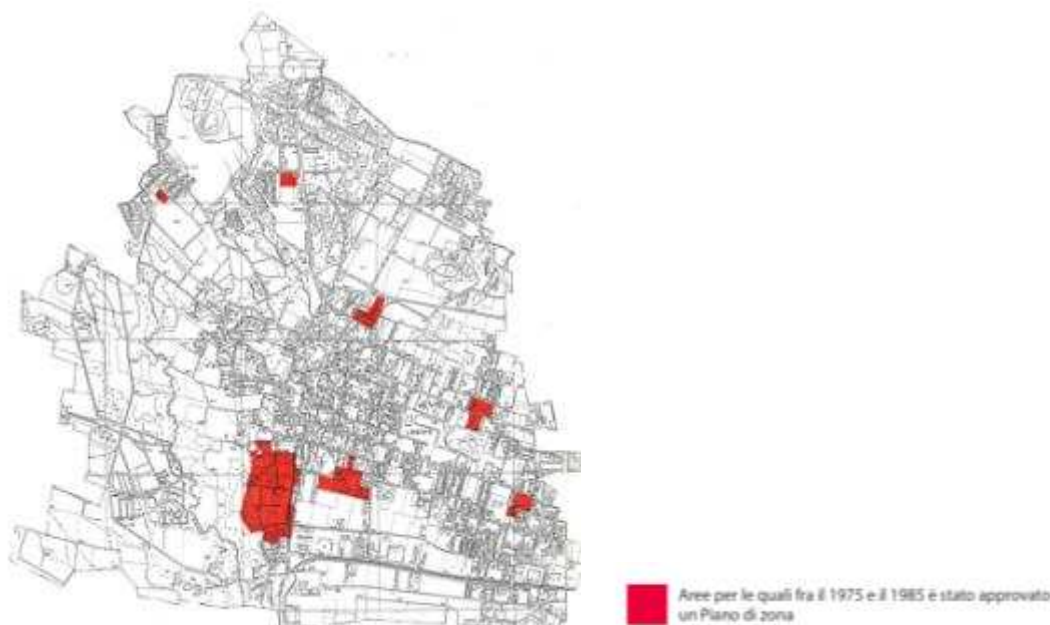 Aree per le quali fra il 1975 e il 1985 è stato approvato
un Piano di zona